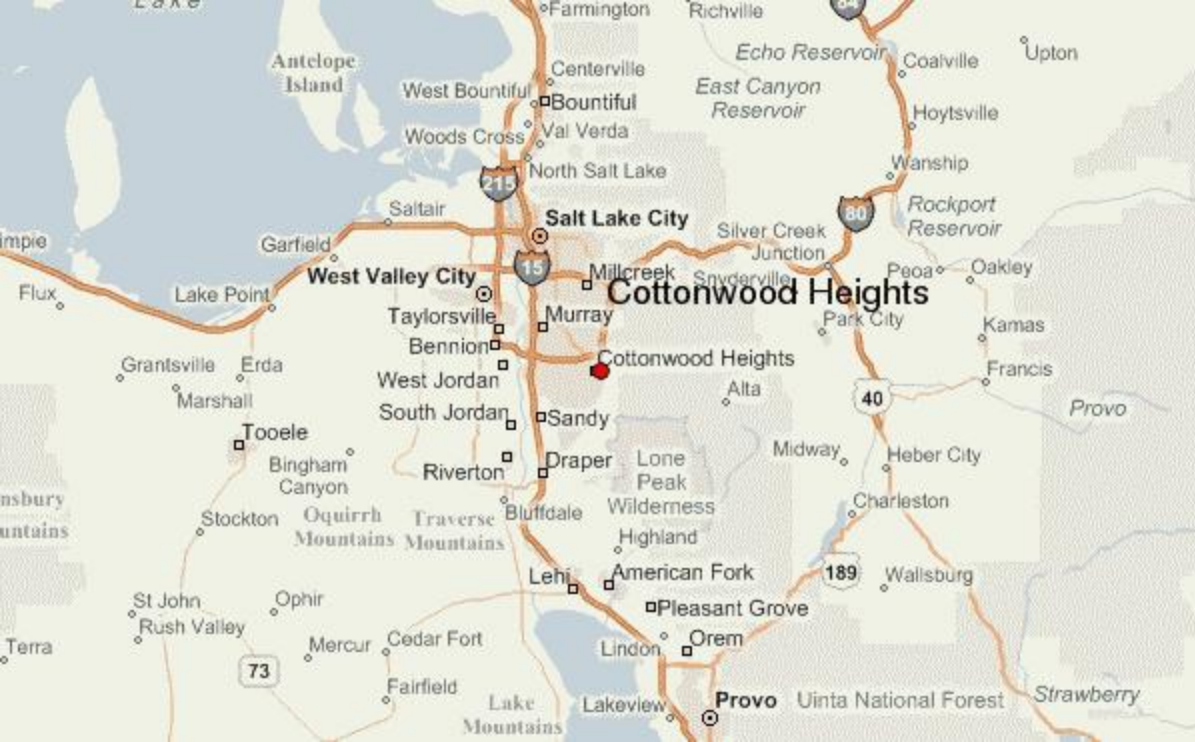 Lake
Farmington
Richville
84
Echo Reservoir
Coalville
Upton
Antelope
Island
Centerville
West Bountiful
Bountiful
East Canyon
Reservoir
Hoytsville
Woods Cross
Val Verda
North Salt Lake
Wanship
215
Saltair
Salt Lake City
80
Rockport
Reservoir
Silver Creek
Junction
Garfield
impie
15
West Valley City
Millcreek
Snyderville
Peoa
Oakley
Flux
Lake Point
Cottonwood Heights
Taylorsville
Murray
Park City
Kamas
Bennion
Cottonwood Heights
Grantsville
Erda
West Jordan
Francis
Marshall
Alta
40
Provo
South Jordan
Sandy
Tooele
Bingham
Canyon
Riverton
Draper
Lone
Peak
Wilderness
Midway
Heber City
nsbury
untains
Stockton
Oquirrh
Mountains
Traverse
Mountains
Bluffdale
Charleston
Highland
Lehi
American Fork
189
Wallsburg
St John
Ophir
Pleasant Grove
Rush Valley
Terra
Mercur
Cedar Fort
Lindon
Orem
73
Fairfield
Lake
Mountains
Lakeview
Provo
Uinta National Forest
Strawberry